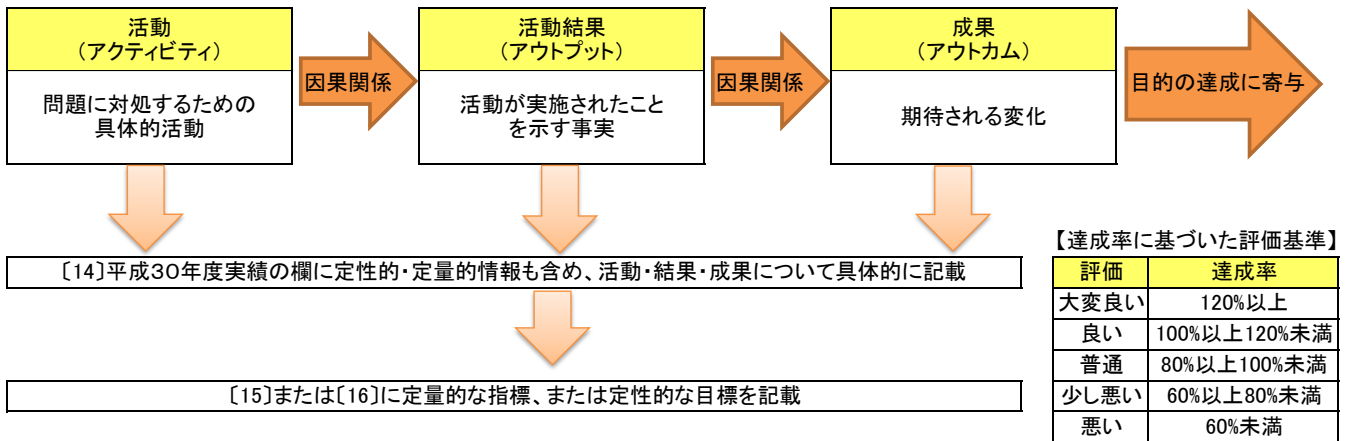 活動
（アクティビティ）
問題に対処するための
具体的活動
因果関係
活動結果
（アウトプット）
活動が実施されたこと
を示す事実
因果関係
成果
（アウトカム）
期待される変化
目的の達成に寄与
〔14〕平成３０年度実績の欄に定性的・定量的情報も含め、活動・結果・成果について具体的に記載
〔15〕または〔16〕に定量的な指標、または定性的な目標を記載
【達成率に基づいた評価基準】
評価 達成率
大変良い 120%以上
良い 100%以上120%未満
普通 80%以上100%未満
少し悪い 60%以上80%未満
悪い 60%未満